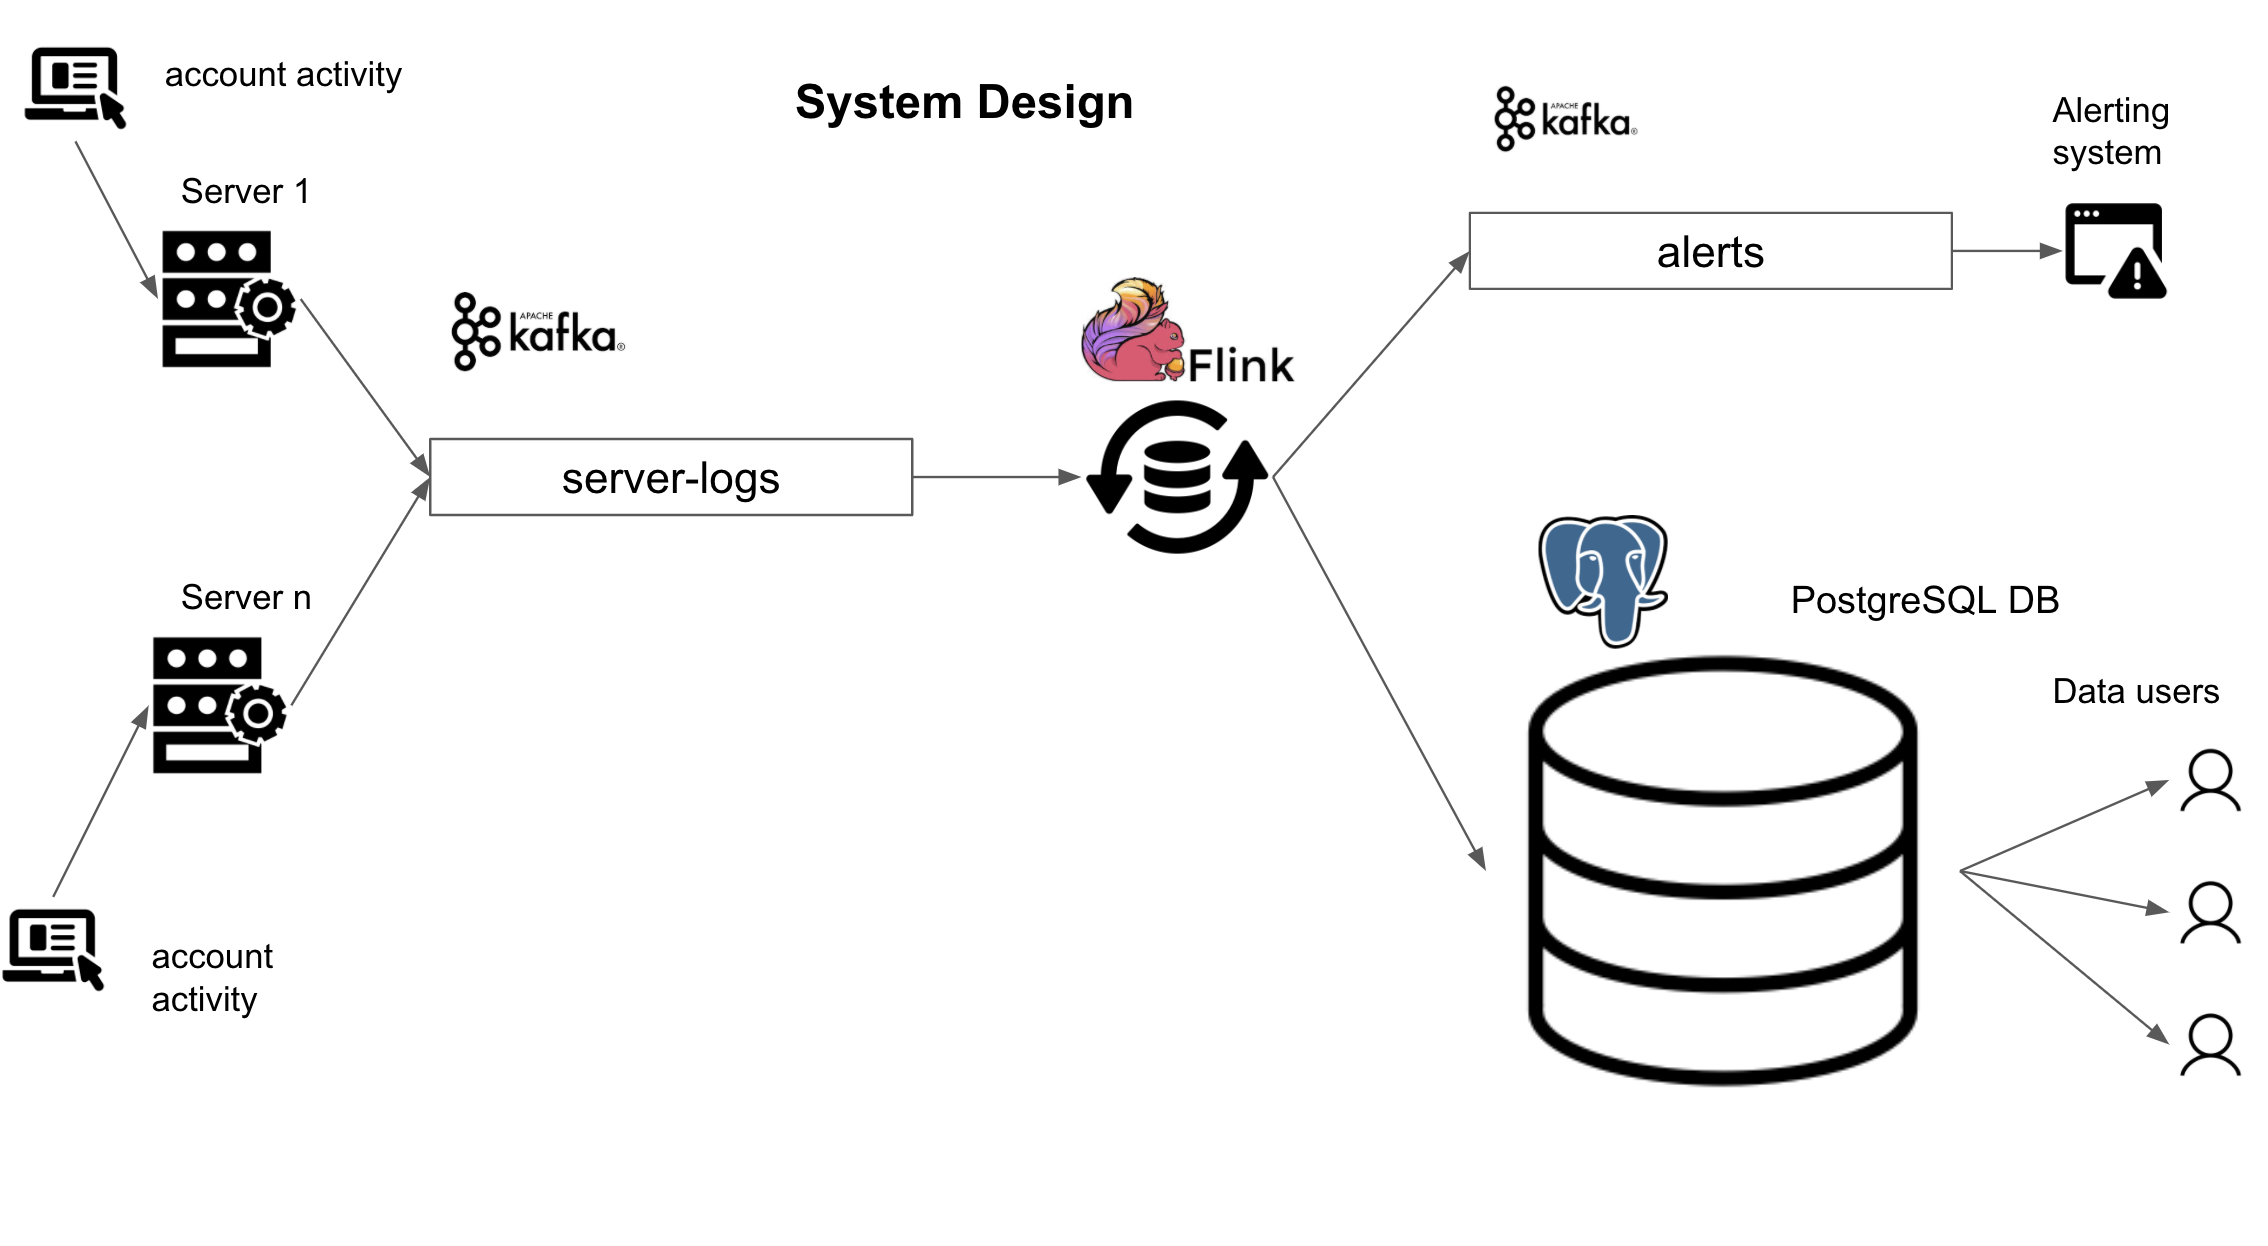 account activity
System Design
APACHE
kafka®
Alerting
system
Server 1
alerts
APACHE
kafka®
Flink
server-logs
Server n
PostgreSQL DB
Data users
account
activity